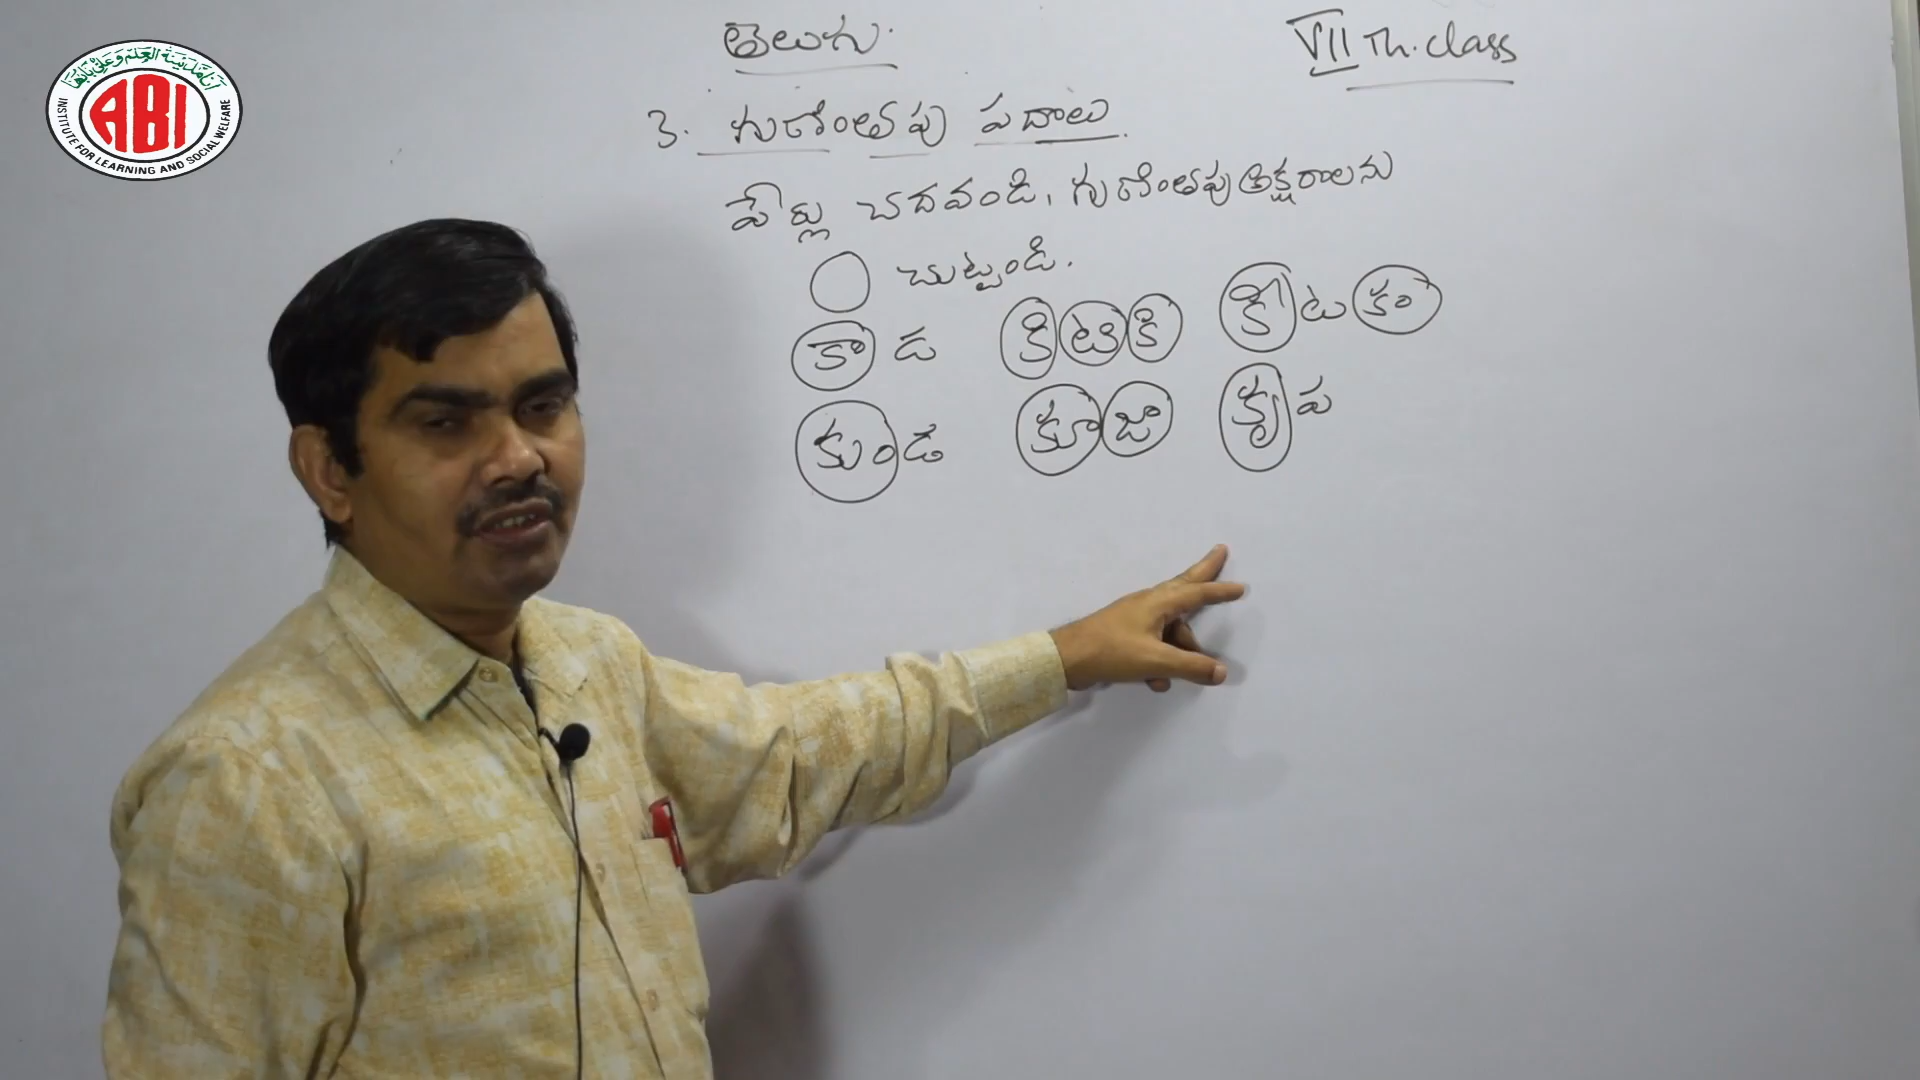 ABI
INSTITUTE FOR LEARNING AND SOCIAL WELFARE
తెలుగు. VII Th. class
3. గుణింతపు పదాలు.
పేర్లు చదవండి, గుణింతపు అక్షరాలను
చుట్టండి.
కాడ కిటికి కీటకం
కుండ కూజా కృప